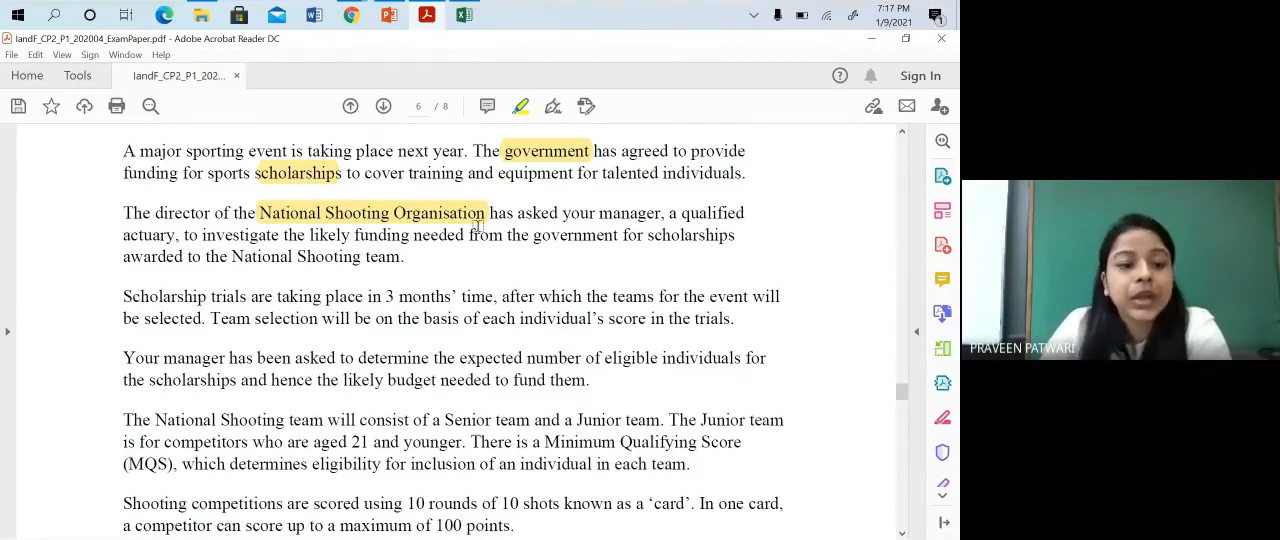 7:17 PM
1/9/2021
1
IandF_CP2_P1_202004_ExamPaper.pdf - Adobe Acrobat Reader DC
File Edit View Sign Window Help
Home Tools IandF_CP2_P1_202... × Sign In
6 / 8
A major sporting event is taking place next year. The government has agreed to provide
funding for sports scholarships to cover training and equipment for talented individuals.
The director of the National Shooting Organisation has asked your manager, a qualified
actuary, to investigate the likely funding needed from the government for scholarships
awarded to the National Shooting team.
Scholarship trials are taking place in 3 months’ time, after which the teams for the event will
be selected. Team selection will be on the basis of each individual’s score in the trials.
Your manager has been asked to determine the expected number of eligible individuals for
the scholarships and hence the likely budget needed to fund them.
The National Shooting team will consist of a Senior team and a Junior team. The Junior team
is for competitors who are aged 21 and younger. There is a Minimum Qualifying Score
(MQS), which determines eligibility for inclusion of an individual in each team.
Shooting competitions are scored using 10 rounds of 10 shots known as a ‘card’. In one card,
a competitor can score up to a maximum of 100 points.
PRAVEEN PATWARI